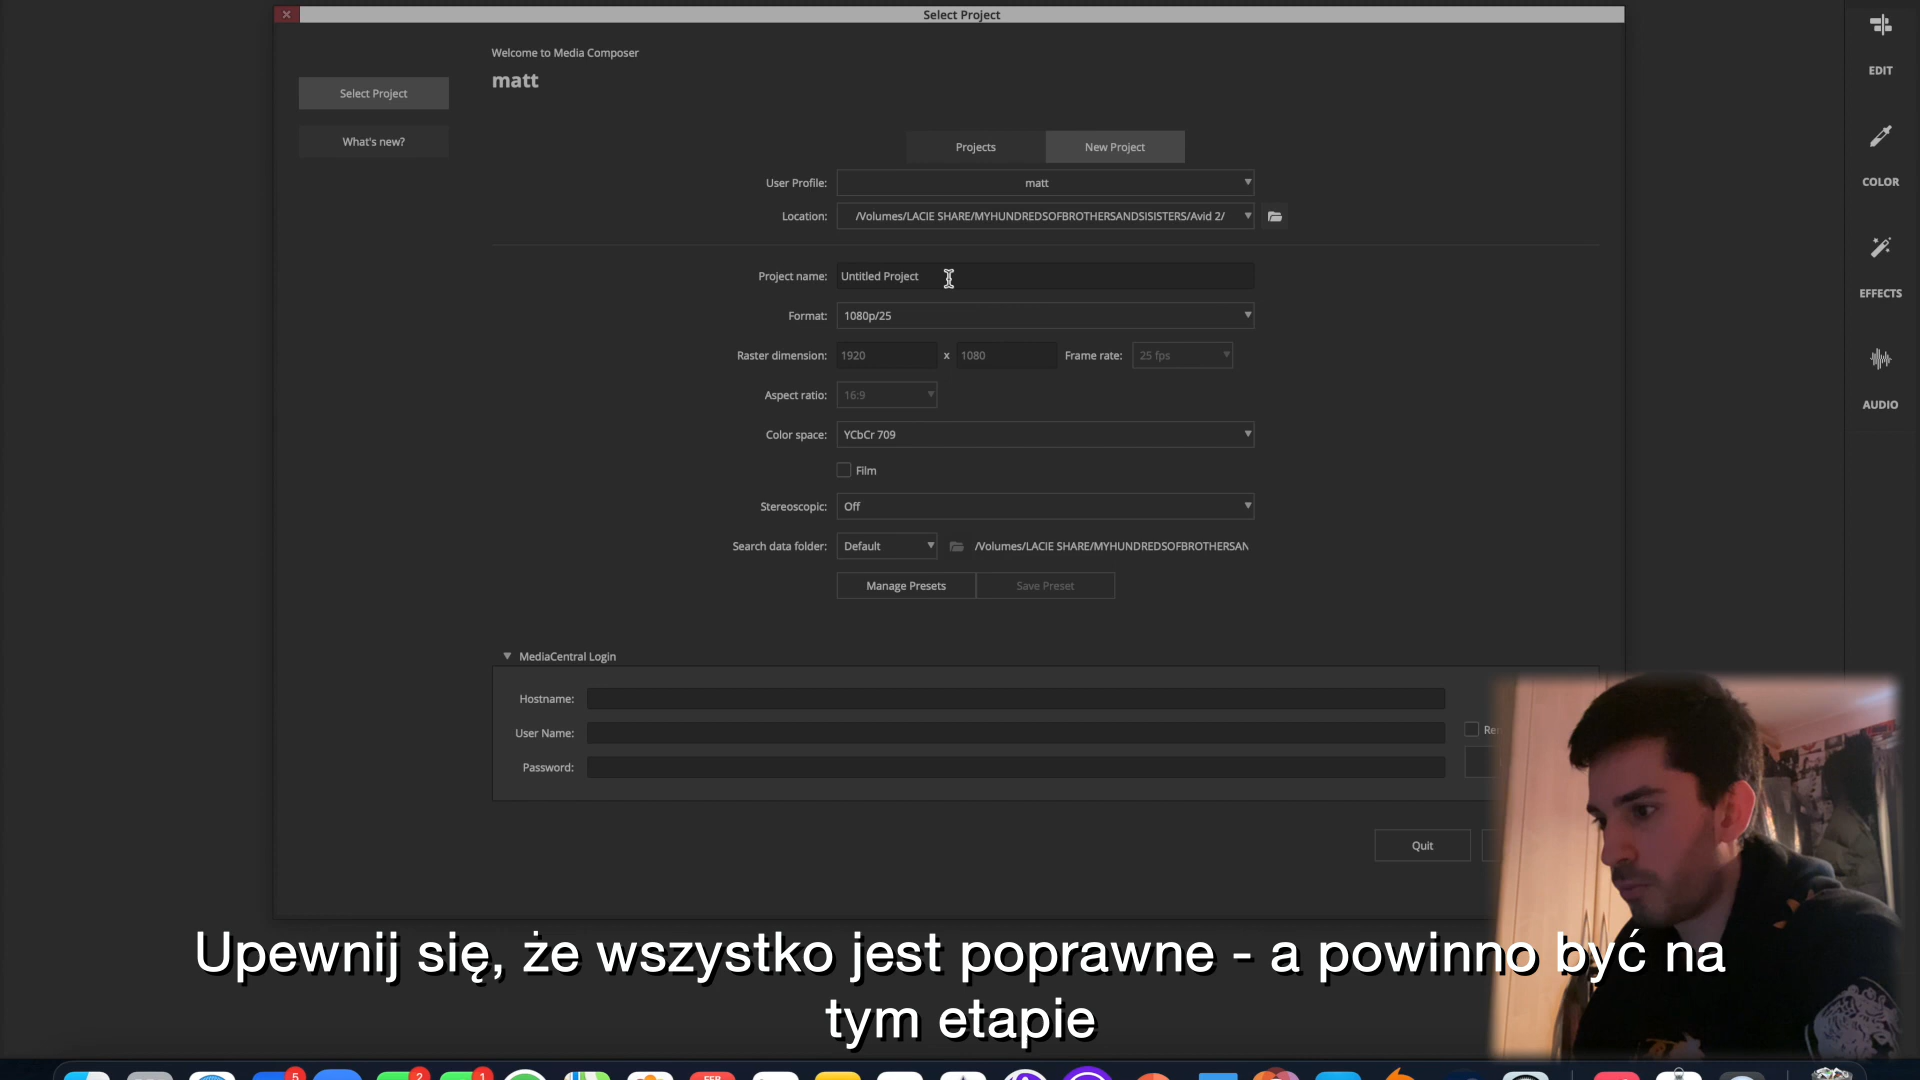 Select Project
Welcome to Media Composer
matt
Select Project
What's new?
Projects
New Project
User Profile:
matt
Location:
/Volumes/LACIE SHARE/MYHUNDREDSOFBROTHERSANDSISISTERS/Avid 2/
Project name:
Untitled Project
Format:
1080p/25
Raster dimension:
1920
x
1080
Frame rate:
25 fps
Aspect ratio:
16:9
Color space:
YCbCr 709
Film
Stereoscopic:
Off
Search data folder:
Default
/Volumes/LACIE SHARE/MYHUNDREDSOFBROTHERSAN
Manage Presets
Save Preset
MediaCentral Login
Hostname:
User Name:
Password:
Quit
EDIT
COLOR
EFFECTS
AUDIO
Upewnij się, że wszystko jest poprawne - a powinno być na
tym etapie
5
2
1
FEB